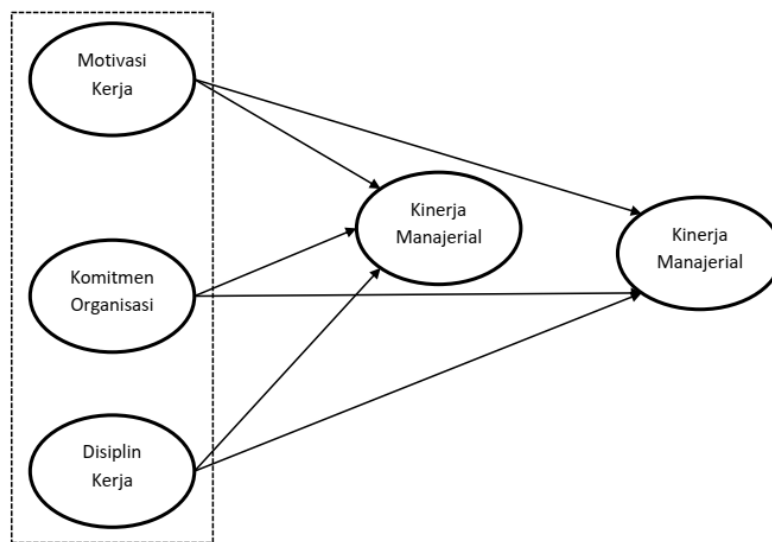 Motivasi
Kerja
Kinerja
Manajerial
Kinerja
Manajerial
Komitmen
Organisasi
Disiplin
Kerja